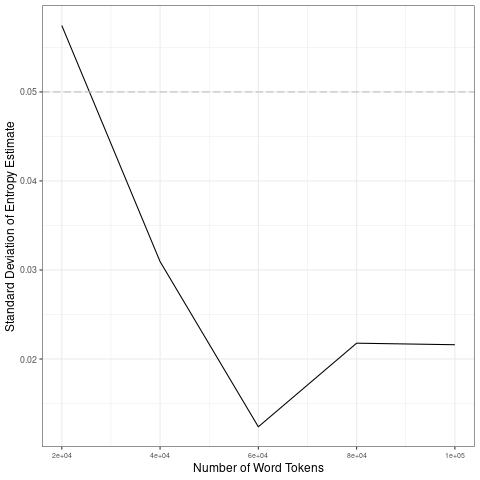 Standard Deviation of Entropy Estimate
0.05
0.04
0.03
0.02
2e+04 4e+04 6e+04 8e+04 1e+05
Number of Word Tokens